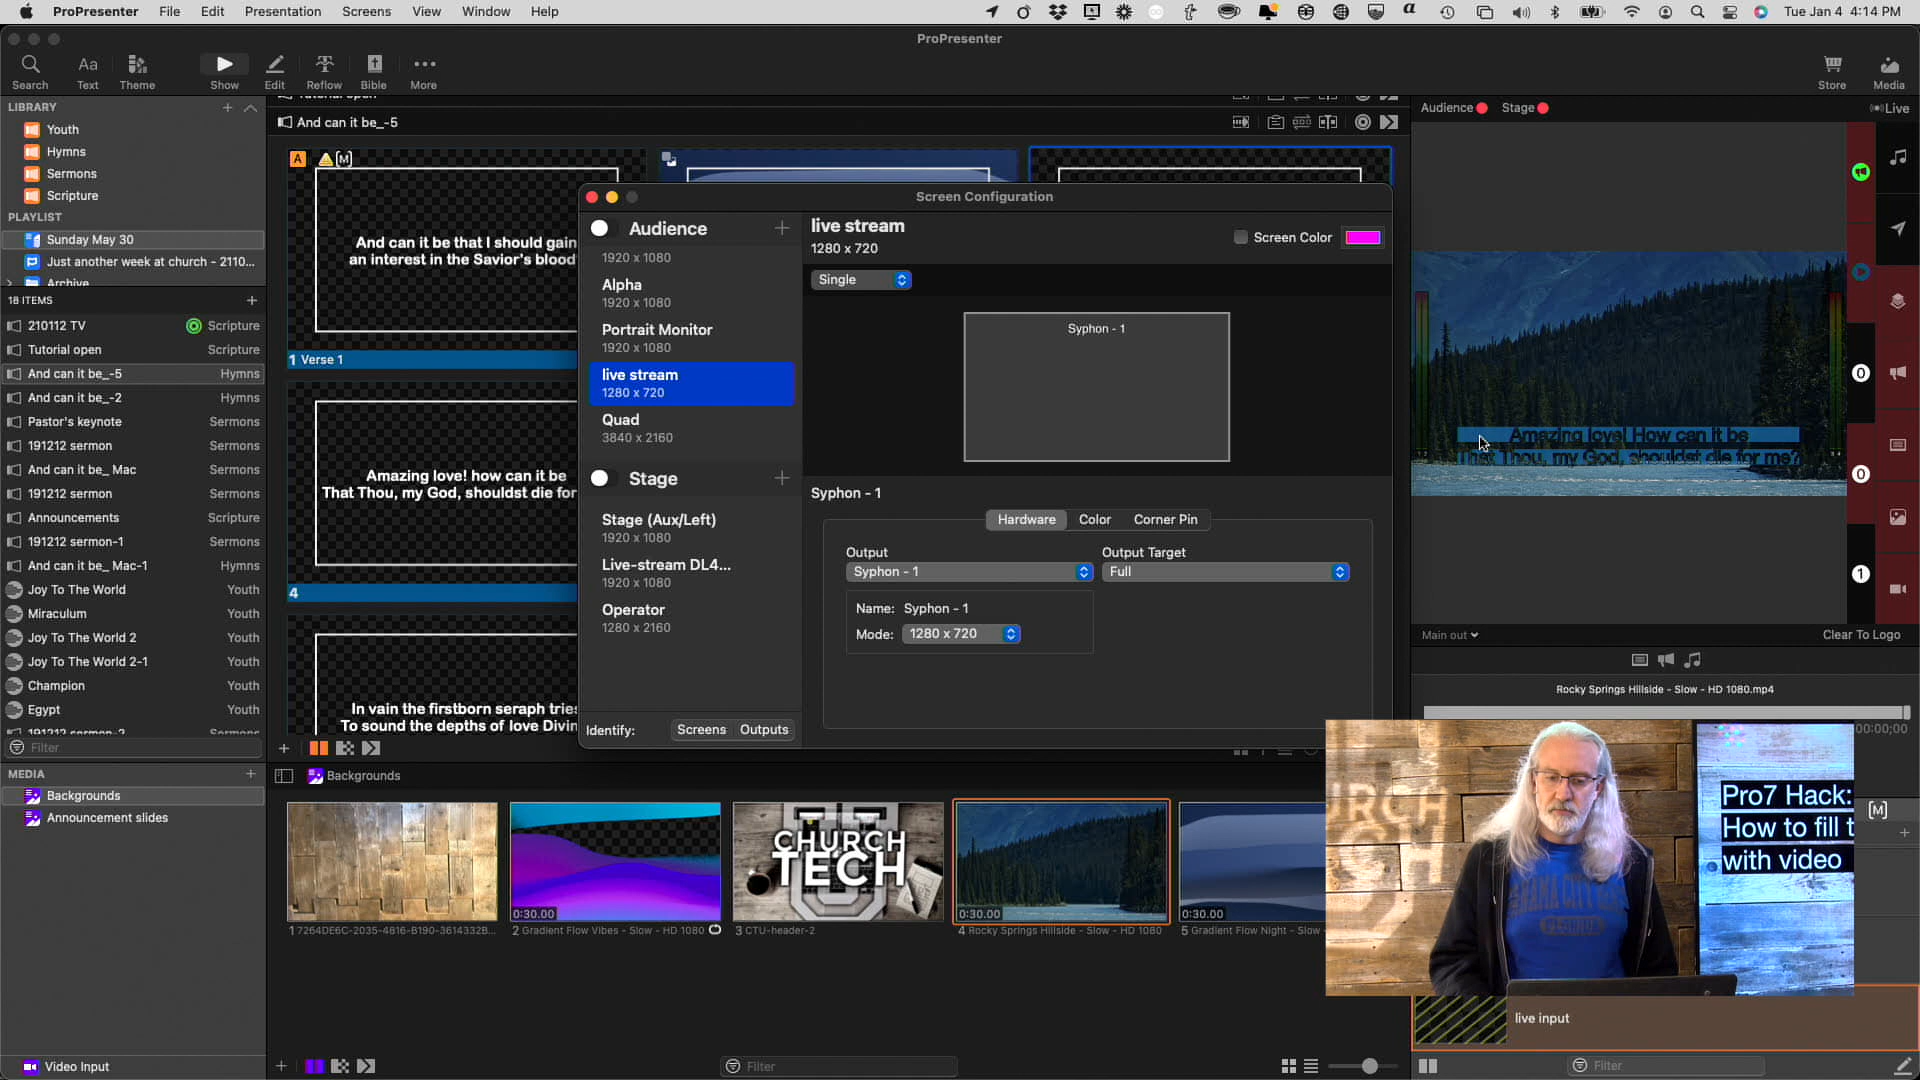 ProPresenter File Edit Presentation Screens View Window Help
Tue Jan 4 4:14 PM
ProPresenter
Search Text Theme Show Edit Reflow Bible More Store Media
LIBRARY
Youth
Hymns
Sermons
Scripture
PLAYLIST
Sunday May 30
Just another week at church - 2110...
Archive
18 ITEMS
210112 TV Scripture
Tutorial open Scripture
And can it be_-5 Hymns
And can it be_-2 Hymns
Pastor's keynote Sermons
191212 sermon Sermons
And can it be_ Mac Sermons
191212 sermon Sermons
Announcements Scripture
191212 sermon-1 Sermons
And can it be_ Mac-1 Hymns
Joy To The World Youth
Miraculum Youth
Joy To The World 2 Youth
Joy To The World 2-1 Youth
Champion Youth
Egypt Youth
191212 sermon-2 Sermons
Filter
MEDIA
Backgrounds
Announcement slides
Video Input
Tutorial open
And can it be_-5
A [M]
And can it be that I should gain
an interest in the Savior's blood
1 Verse 1
Amazing love! how can it be
That Thou, my God, shouldst die for
4
In vain the firstborn seraph tries
To sound the depths of love Divin
Screen Configuration
Audience
1920 x 1080
Alpha
1920 x 1080
Portrait Monitor
1920 x 1080
live stream
1280 x 720
Quad
3840 x 2160
Stage
Stage (Aux/Left)
1920 x 1080
Live-stream DL4...
1920 x 1080
Operator
1280 x 2160
Identify: Screens Outputs
live stream
1280 x 720
Screen Color
Single
Syphon - 1
Syphon - 1
Hardware Color Corner Pin
Output Output Target
Syphon - 1 Full
Name: Syphon - 1
Mode: 1280 x 720
Audience Stage Live
Amazing love! How can it be
That Thou, my God, shouldst die for me?
0
0
1
Main out Clear To Logo
Rocky Springs Hillside - Slow - HD 1080.mp4
00:00;00
[M]
Backgrounds
CHURCH
TECH
0:30.00
0:30.00
0:30.00
1 7264DE6C-2035-4816-B190-3614332B...
2 Gradient Flow Vibes - Slow - HD 1080
3 CTU-header-2
4 Rocky Springs Hillside - Slow - HD 1080
5 Gradient Flow Night - Slow -
Filter
URCH
CH
PANAMA CITY BEACH
FLORIDA
Pro7 Hack:
How to fill t
with video
live input
Filter